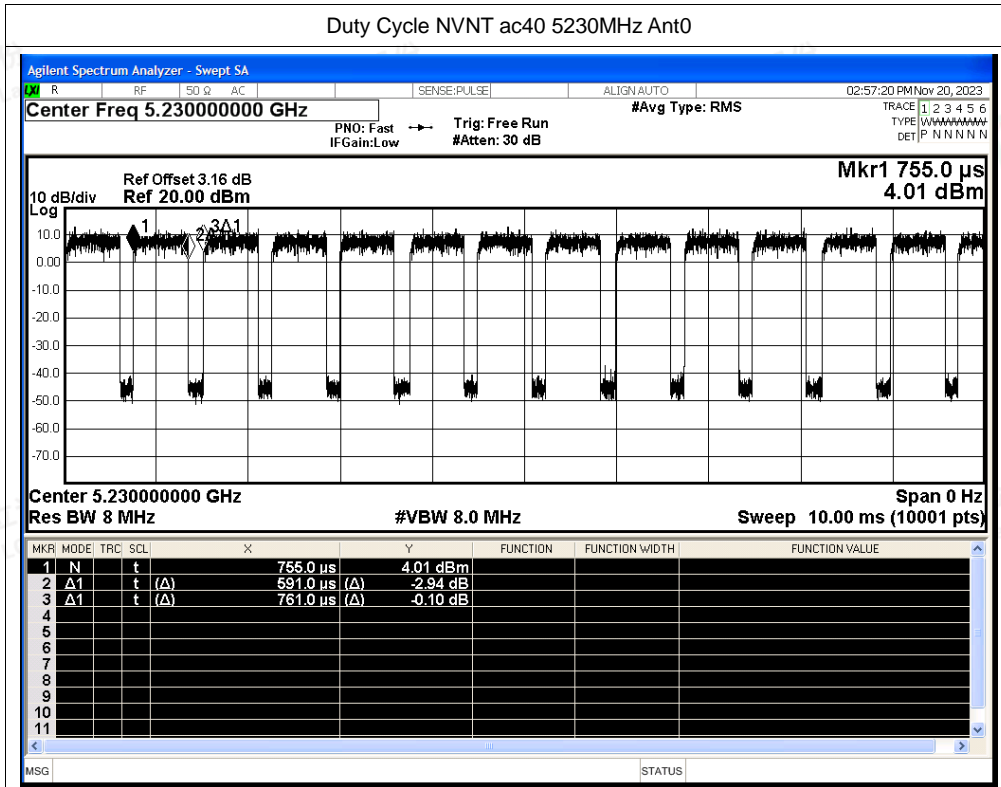 Duty Cycle NVNT ac40 5230MHz Ant0
Agilent Spectrum Analyzer - Swept SA
LXI R RF 50 Ω AC SENSE:PULSE ALIGN AUTO 02:57:20 PM Nov 20, 2023
Center Freq 5.230000000 GHz #Avg Type: RMS TRACE 1 2 3 4 5 6
PNO: Fast Trig: Free Run TYPE WWWWWW
IFGain:Low #Atten: 30 dB DET P N N N N N
Mkr1 755.0 µs
Ref Offset 3.16 dB
10 dB/div Ref 20.00 dBm 4.01 dBm
Log
10.0
0.00
-10.0
-20.0
-30.0
-40.0
-50.0
-60.0
-70.0
1 3Δ1
Center 5.230000000 GHz Span 0 Hz
Res BW 8 MHz #VBW 8.0 MHz Sweep 10.00 ms (10001 pts)
MKR MODE TRC SCL X Y FUNCTION FUNCTION WIDTH FUNCTION VALUE
1 N t 755.0 µs 4.01 dBm
2 Δ1 t (Δ) 591.0 µs (Δ) -2.94 dB
3 Δ1 t (Δ) 761.0 µs (Δ) -0.10 dB
4
5
6
7
8
9
10
11
MSG STATUS